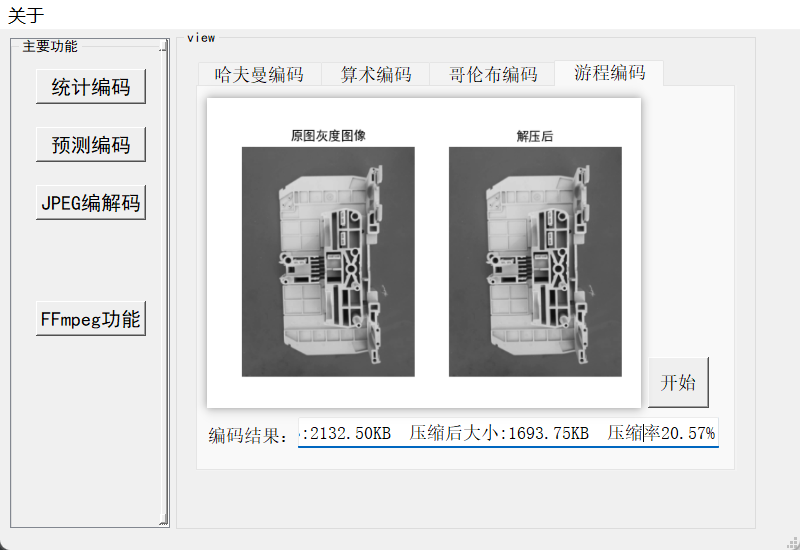 关于
主要功能
统计编码
预测编码
JPEG编解码
FFmpeg功能
view
哈夫曼编码 算术编码 哥伦布编码 游程编码
原图灰度图像 解压后
开始
编码结果: :2132.50KB 压缩后大小:1693.75KB 压缩率20.57%